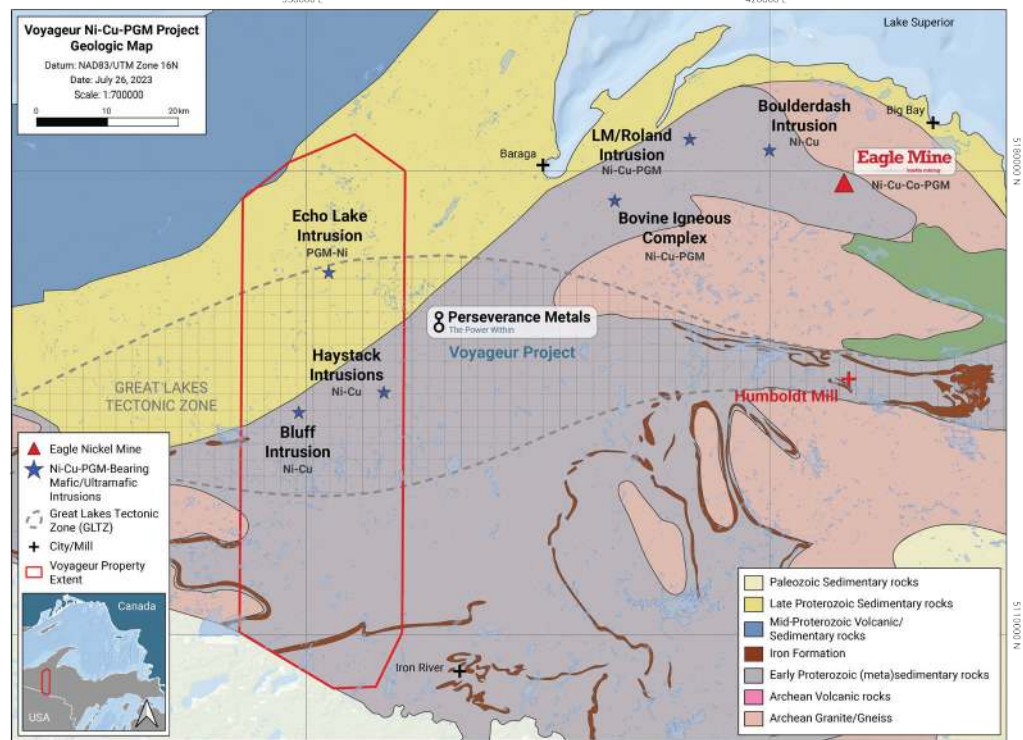 Voyageur Ni-Cu-PGM Project
Geologic Map
Datum: NAD83/UTM Zone 16N
Date: July 26, 2023
Scale: 1:700000
0 10 20km
Lake Superior
Big Bay
Boulderdash
Intrusion
Ni-Cu
LM/Roland
Intrusion
Ni-Cu-PGM
Baraga
Eagle Mine
Ni-Cu-Co-PGM
5180000 N
Echo Lake
Intrusion
PGM-Ni
Bovine Igneous
Complex
Ni-Cu-PGM
Perseverance Metals
The Power Within
Voyageur Project
Haystack
Intrusions
Ni-Cu
GREAT LAKES
TECTONIC ZONE
Humboldt Mill
Bluff
Intrusion
Ni-Cu
Eagle Nickel Mine
Ni-Cu-PGM-Bearing
Mafic/Ultramafic
Intrusions
Great Lakes Tectonic
Zone (GLTZ)
City/Mill
Voyageur Property
Extent
Canada
USA
Iron River
5110000 N
Paleozoic Sedimentary rocks
Late Proterozoic Sedimentary rocks
Mid-Proterozoic Volcanic/
Sedimentary rocks
Iron Formation
Early Proterozoic (meta)sedimentary rocks
Archean Volcanic rocks
Archean Granite/Gneiss